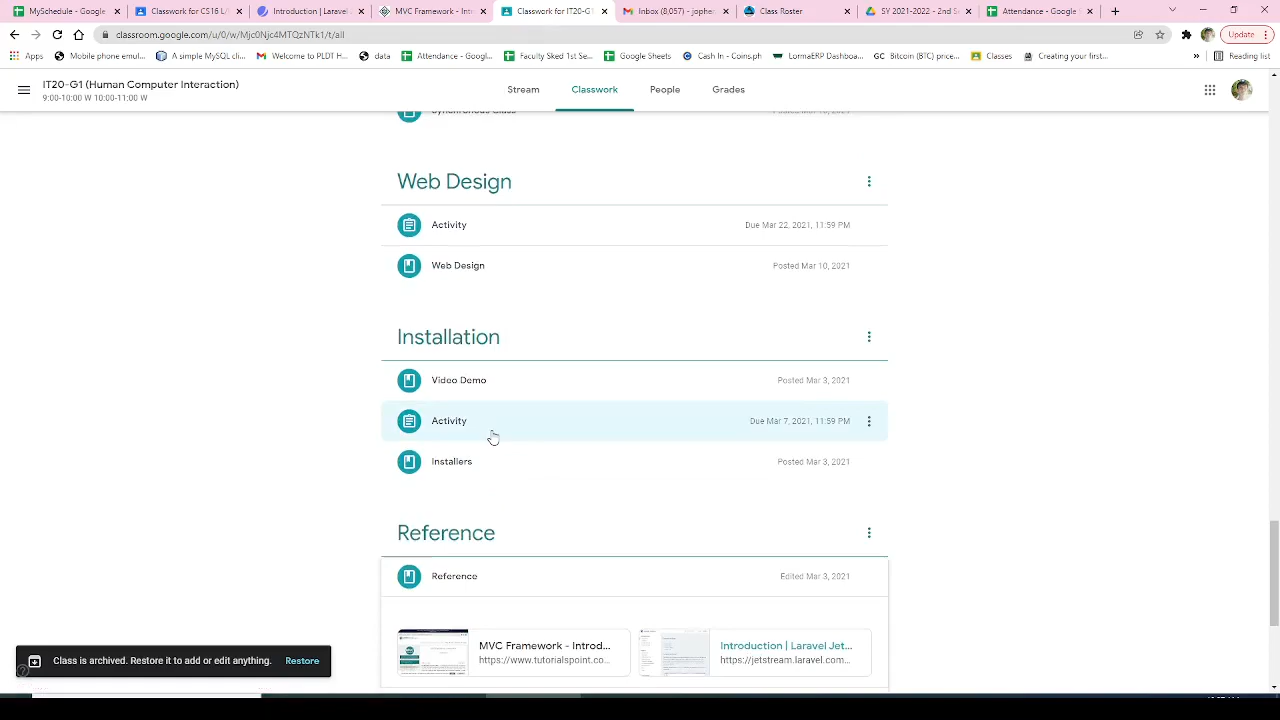 MySchedule - Google
Classwork for CS16 L/
Introduction | Laravel
MVC Framework - Intro
Classwork for IT20-G1
Inbox (8,057) - jophe
Class Roster
SY 2021-2022 - 2nd S
Attendance - Google
classroom.google.com/u/0/w/Mjc0Njc4MTQzNTk1/t/all
Update
Apps
Mobile phone emul...
A simple MySQL cli...
Welcome to PLDT H...
data
Attendance - Googl...
Faculty Sked 1st Se...
Google Sheets
Cash In - Coins.ph
LormaERP Dashboa...
Bitcoin (BTC) price...
Classes
Creating your first...
»
Reading list
IT20-G1 (Human Computer Interaction)
9:00-10:00 W 10:00-11:00 W
Stream
Classwork
People
Grades
Synchronous Class
Web Design
Activity
Due Mar 22, 2021, 11:59 PM
Web Design
Posted Mar 10, 2021
Installation
Video Demo
Posted Mar 3, 2021
Activity
Due Mar 7, 2021, 11:59 PM
Installers
Posted Mar 3, 2021
Reference
Reference
Edited Mar 3, 2021
MVC Framework - Introd...
https://www.tutorialspoi...
Introduction | Laravel Jet...
https://jetstream.laravel.co...
Class is archived. Restore to add or edit anything.
Restore